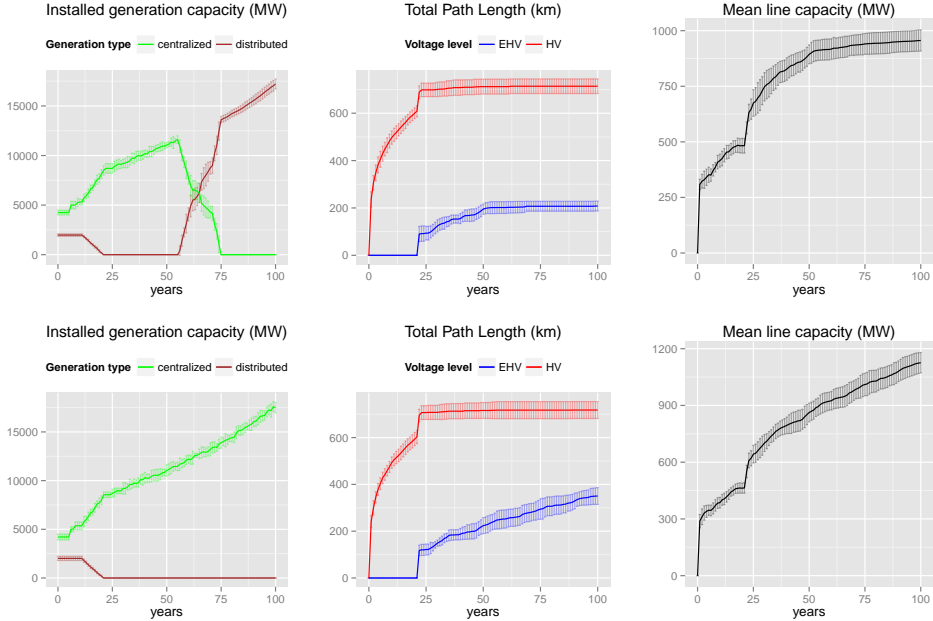 Installed generation capacity (MW)
Generation type centralized distributed
15000
10000
5000
0
0 25 50 75 100
years
Total Path Length (km)
Voltage level EHV HV
600
400
200
0
0 25 50 75 100
years
Mean line capacity (MW)
1000
750
500
250
0
0 25 50 75 100
years
Installed generation capacity (MW)
Generation type centralized distributed
15000
10000
5000
0
0 25 50 75 100
years
Total Path Length (km)
Voltage level EHV HV
600
400
200
0
0 25 50 75 100
years
Mean line capacity (MW)
1200
900
600
300
0
0 25 50 75 100
years